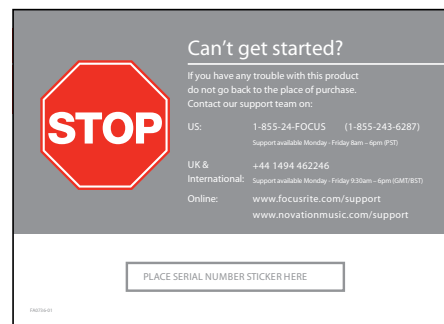 Can't get started?
If you have any trouble with this product
do not go back to the place of purchase.
Contact our support team on:
STOP
US: 1-855-24-FOCUS (1-855-243-6287)
Support available Monday - Friday 8am – 6pm (PST)
UK & +44 1494 462246
International: Support available Monday - Friday 9:30am – 6pm (GMT/BST)
Online: www.focusrite.com/support
www.novationmusic.com/support
PLACE SERIAL NUMBER STICKER HERE